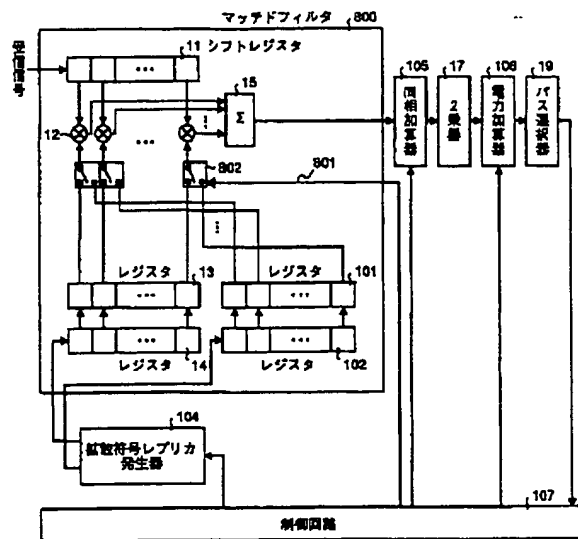 マッチドフィルタ 800
11 シフトレジスタ
15
Σ
12
802
801
105
同相加算器
17
2乗器
106
電力加算器
19
パス選択器
レジスタ 13
レジスタ 101
レジスタ 14
レジスタ 102
104
拡散符号レプリカ
発生器
107
制御回路